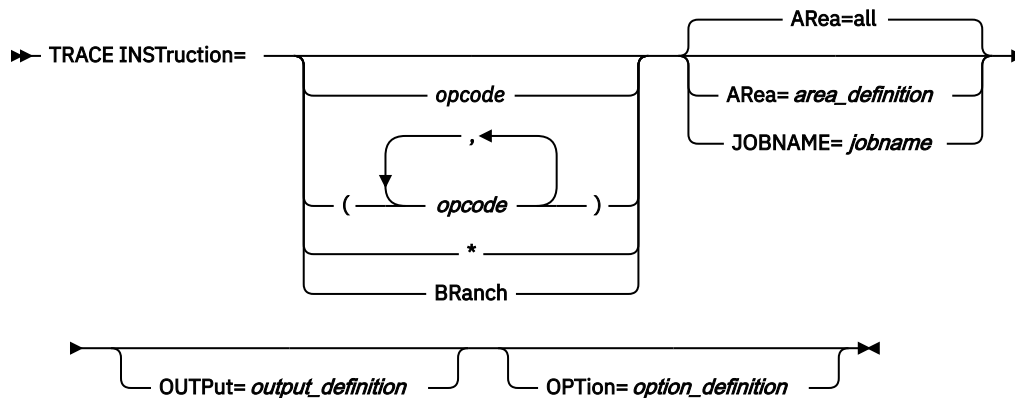 ARea=all
TRACE INSTruction=
opcode
ARea= area_definition
,
JOBNAME= jobname
( opcode )
*
BRanch
OUTPut= output_definition OPTion= option_definition